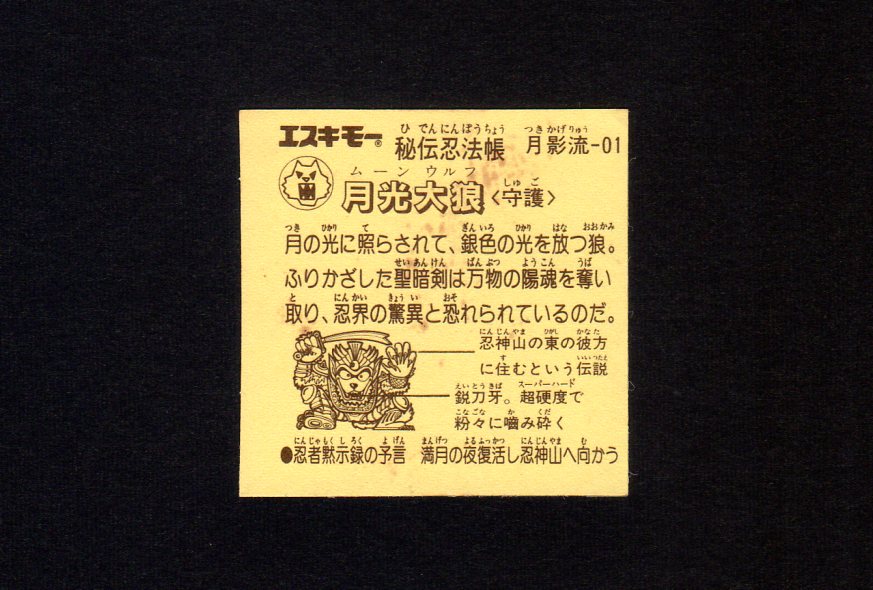 エスキモー® 秘伝忍法帳 月影流-01
ひでんにんぽうちょう つきかげりゅう
ムーン ウルフ しゅご
月光大狼〈守護〉
つき ひかり て ぎんいろ ひかり はな おおかみ
月の光に照らされて、銀色の光を放つ狼。
せいあんけん ばんぶつ ようこん うば
ふりかざした聖暗剣は万物の陽魂を奪い
と にんかい きょうい おそ
取り、忍界の驚異と恐れられているのだ。
にんじんやま ひがし かなた
忍神山の東の彼方
す いいつたえ
に住むという伝説
えいとうきば スーパーハード
鋭刀牙。超硬度で
こなごな か くだ
粉々に嚙み砕く
にんじゃもくしろく よげん まんげつ よるふっかつ にんじんやま む
●忍者黙示録の予言 満月の夜復活し忍神山へ向かう